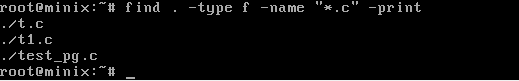 root@minix:~# find . -type f -name "*.c" -print
./t.c
./t1.c
./test_pg.c
root@minix:~# _